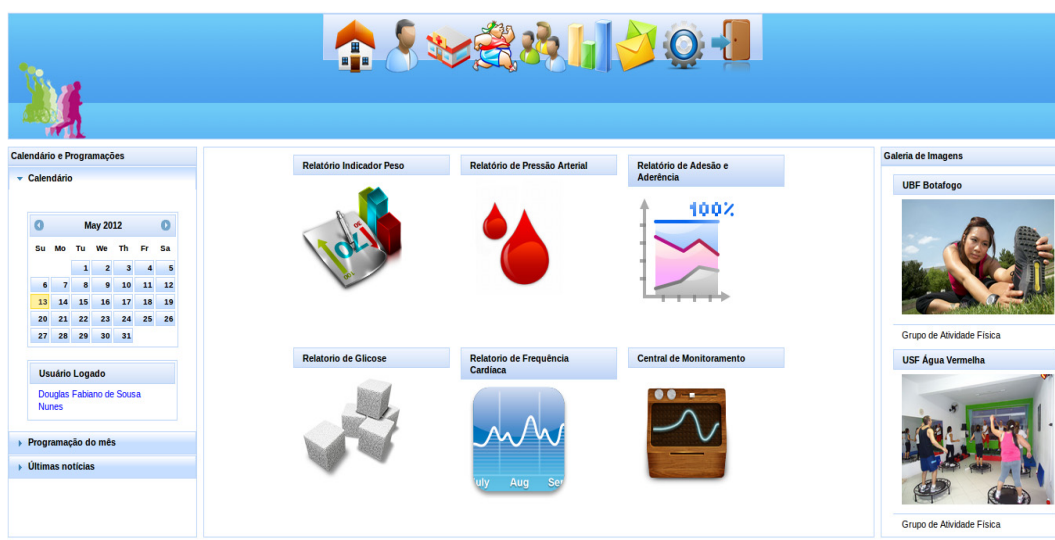 Calendário e Programações
Calendário
May 2012
Su Mo Tu We Th Fr Sa
1 2 3 4 5
6 7 8 9 10 11 12
13 14 15 16 17 18 19
20 21 22 23 24 25 26
27 28 29 30 31
Usuário Logado
Douglas Fabiano de Sousa
Nunes
Programação do mês
Últimas notícias
Relatório Indicador Peso
70
Relatório de Pressão Arterial
Relatório de Adesão e
Aderência
100%
Relatorio de Glicose
Relatorio de Frequência
Cardíaca
uly Aug Se
Central de Monitoramento
Galeria de Imagens
UBF Botafogo
Grupo de Atividade Física
USF Água Vermelha
Grupo de Atividade Física